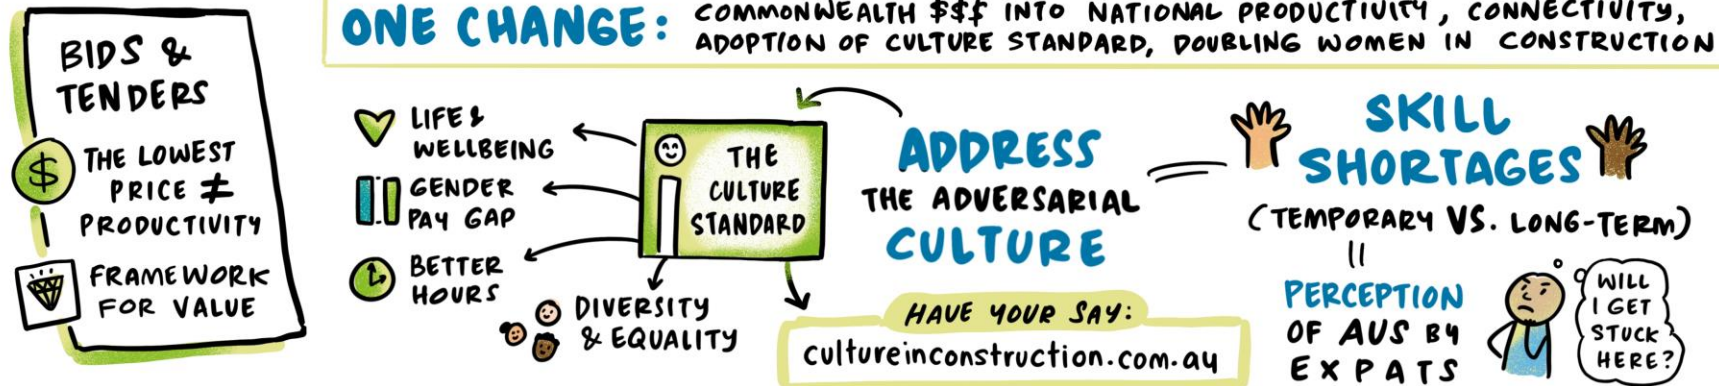 BIDS &
TENDERS
$
THE LOWEST
PRICE ≠
PRODUCTIVITY
FRAMEWORK
FOR VALUE
ONE CHANGE:
COMMONWEALTH $$$ INTO NATIONAL PRODUCTIVITY, CONNECTIVITY,
ADOPTION OF CULTURE STANDARD, DOUBLING WOMEN IN CONSTRUCTION
LIFE &
WELLBEING
GENDER
PAY GAP
BETTER
HOURS
DIVERSITY
& EQUALITY
THE
CULTURE
STANDARD
ADDRESS
THE ADVERSARIAL
CULTURE
HAVE YOUR SAY:
cultureinconstruction.com.au
SKILL
SHORTAGES
(TEMPORARY VS. LONG-TERM)
PERCEPTION
OF AUS BY
EXPATS
WILL
I GET
STUCK
HERE?